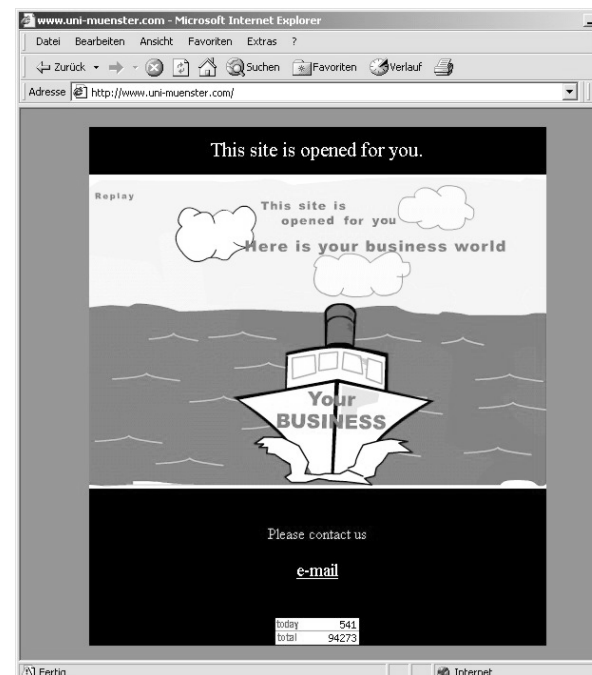 www.uni-muenster.com - Microsoft Internet Explorer
Datei Bearbeiten Ansicht Favoriten Extras ?
Zurück Suchen Favoriten Verlauf
Adresse http://www.uni-muenster.com/
This site is opened for you.
Replay
This site is
opened for you
Here is your business world
Your
BUSINESS
Please contact us
e-mail
today 541
total 94273
Fertig Internet